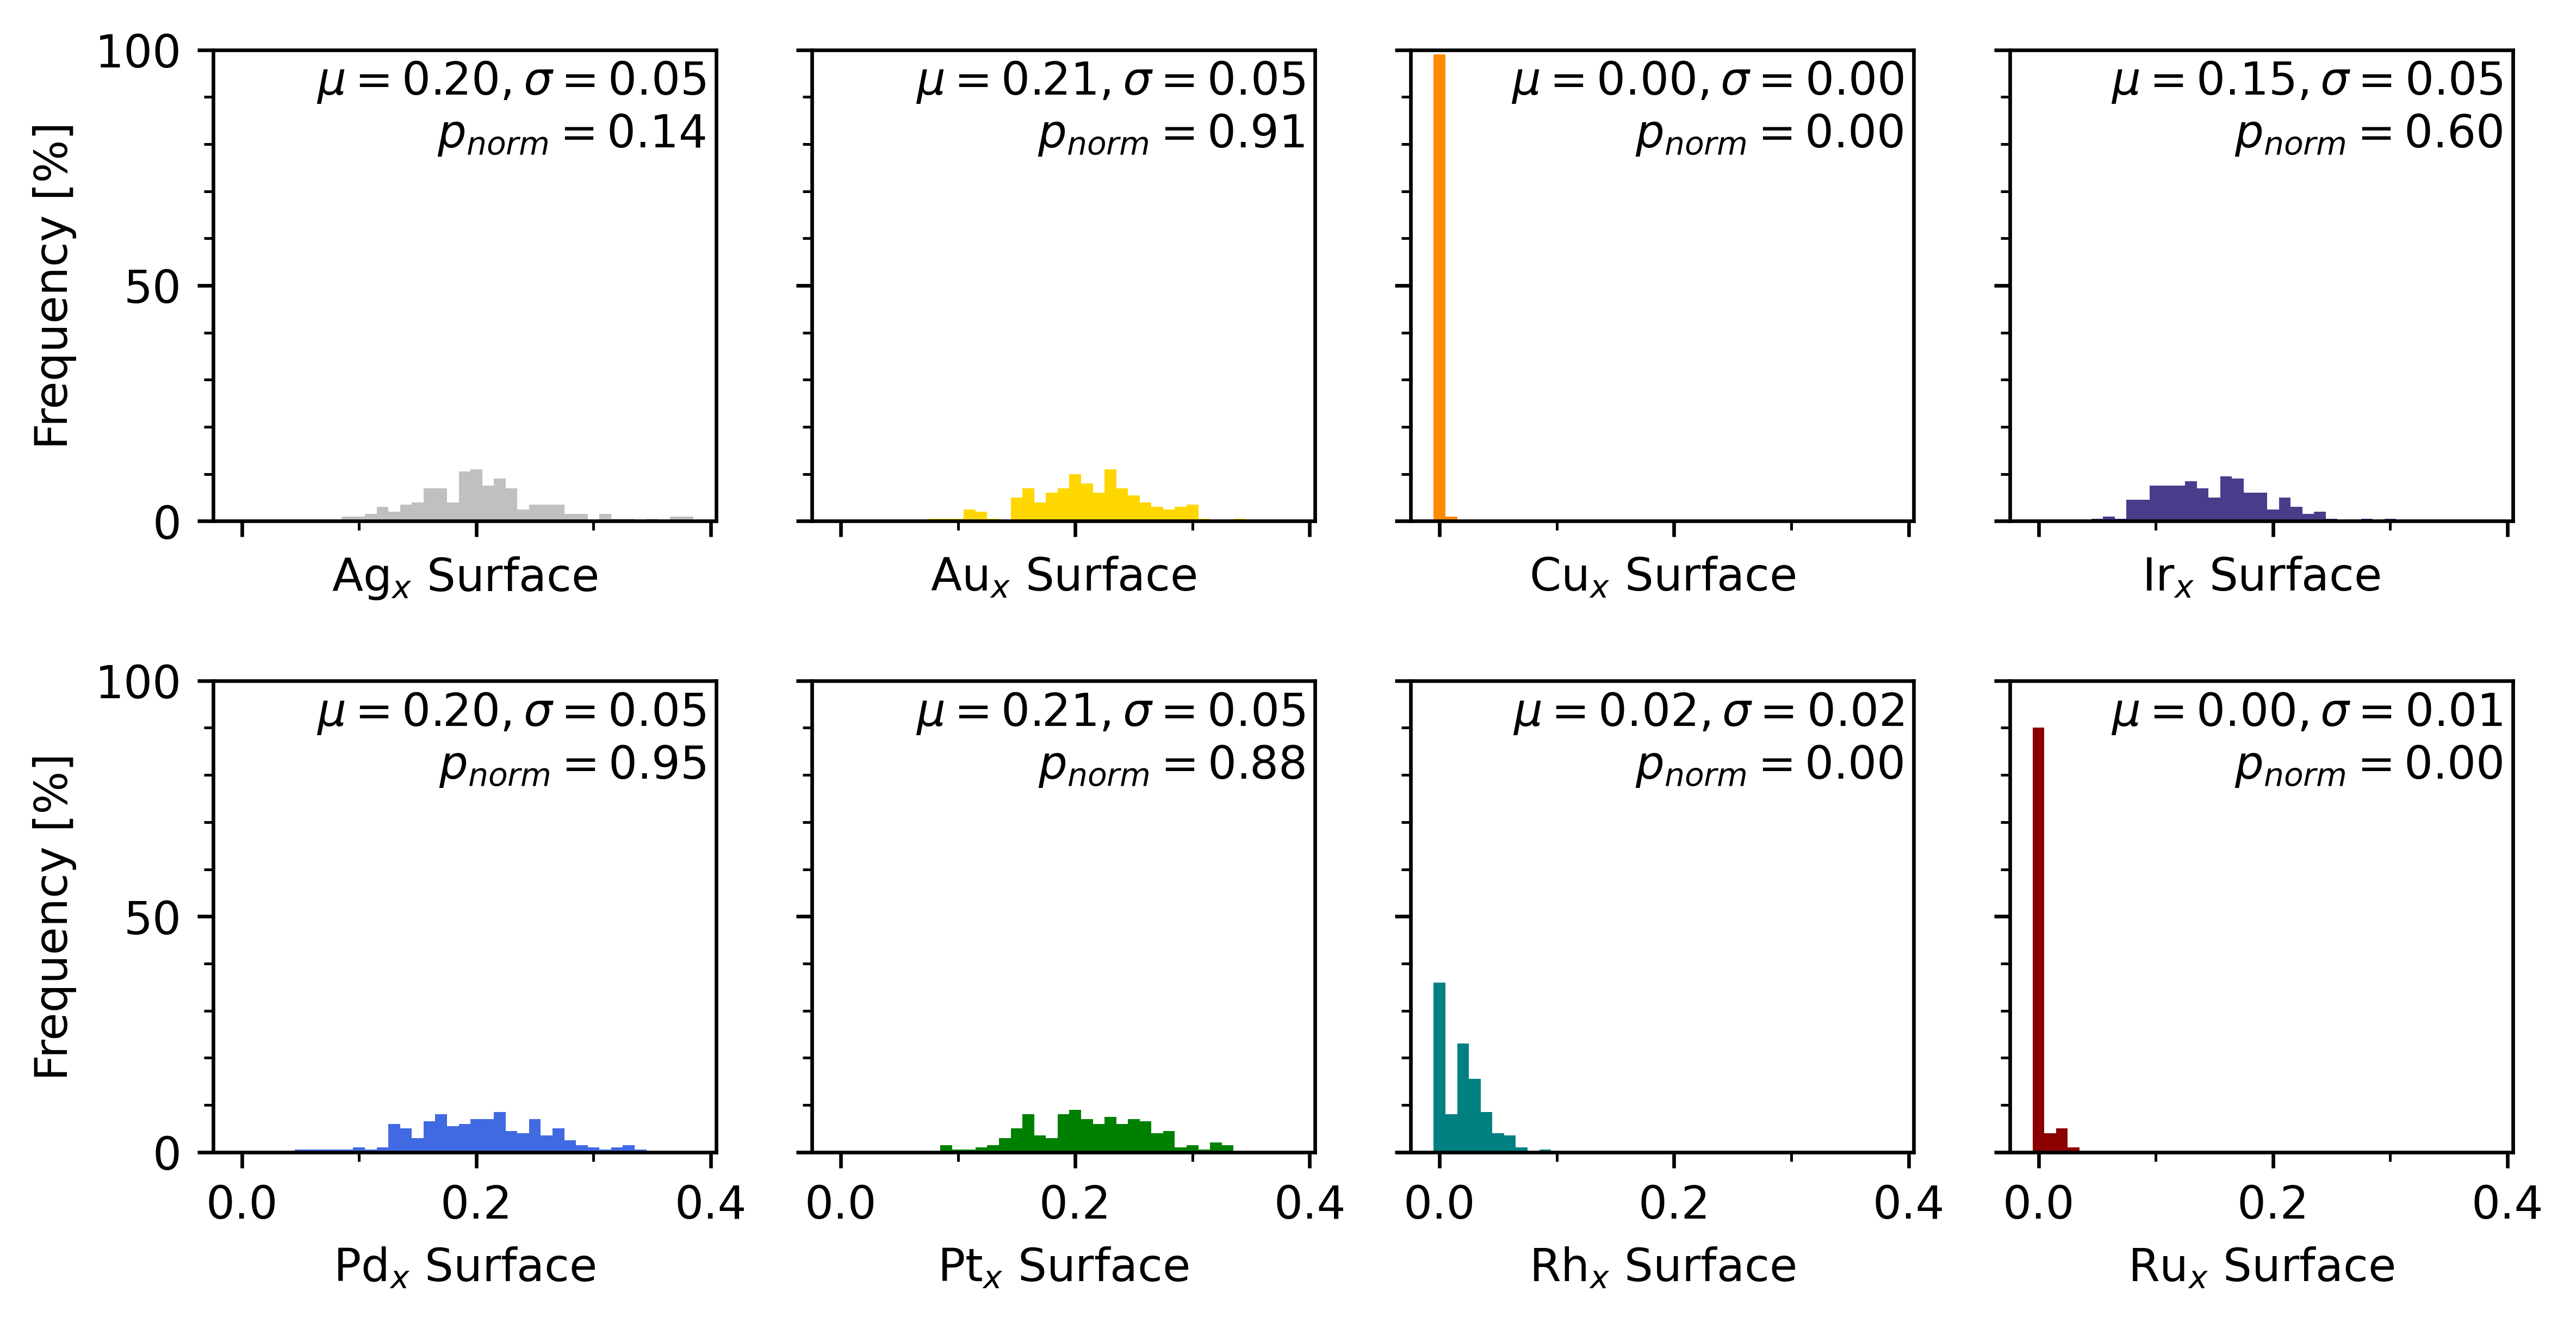 100
50
0
Frequency [%]
μ = 0.20, σ = 0.05
p_norm = 0.14
Ag_x Surface
μ = 0.21, σ = 0.05
p_norm = 0.91
Au_x Surface
μ = 0.00, σ = 0.00
p_norm = 0.00
Cu_x Surface
μ = 0.15, σ = 0.05
p_norm = 0.60
Ir_x Surface
100
50
0
Frequency [%]
μ = 0.20, σ = 0.05
p_norm = 0.95
0.0 0.2 0.4
Pd_x Surface
μ = 0.21, σ = 0.05
p_norm = 0.88
0.0 0.2 0.4
Pt_x Surface
μ = 0.02, σ = 0.02
p_norm = 0.00
0.0 0.2 0.4
Rh_x Surface
μ = 0.00, σ = 0.01
p_norm = 0.00
0.0 0.2 0.4
Ru_x Surface